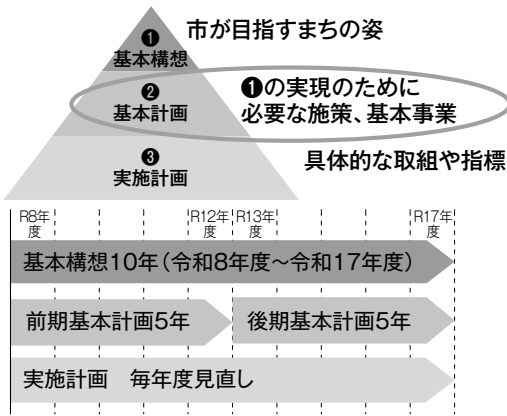 ❶
基本構想
市が目指すまちの姿
❷
基本計画
❶の実現のために
必要な施策、基本事業
❸
実施計画
具体的な取組や指標
R8年度
R12年度
R13年度
R17年度
基本構想10年(令和8年度~令和17年度)
前期基本計画5年
後期基本計画5年
実施計画 毎年度見直し